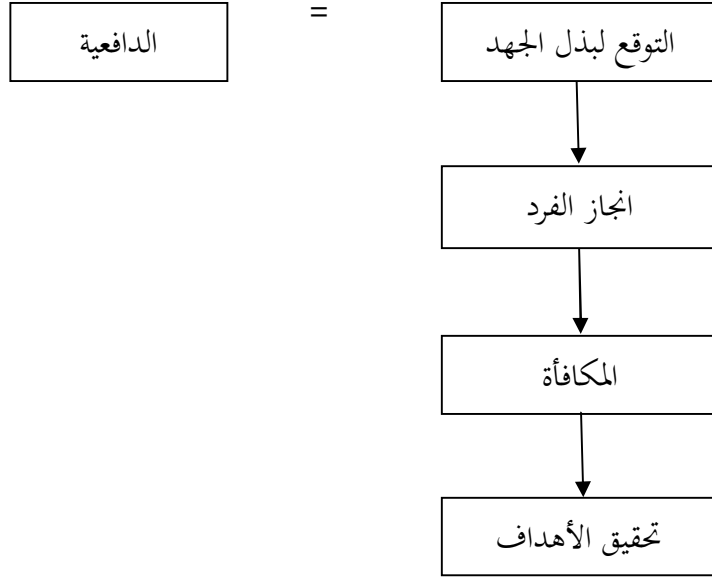 التوقع لبذل الجهد = الدافعية
انجاز الفرد
المكافأة
تحقيق الأهداف